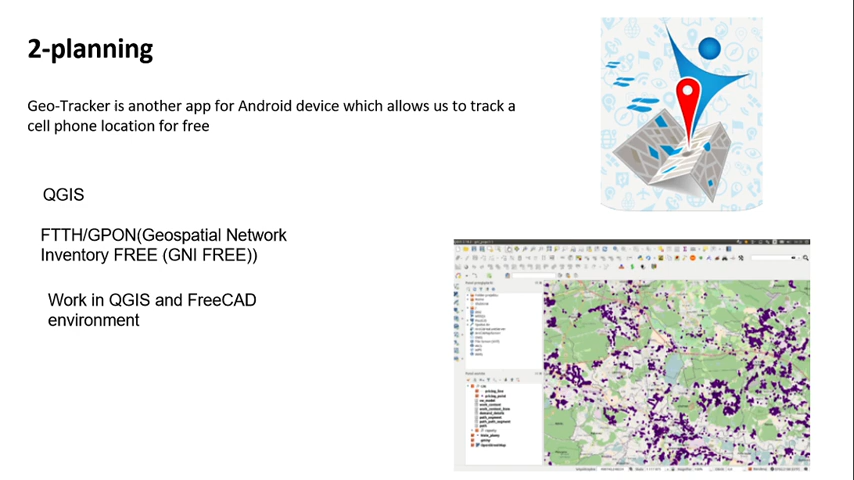 2-planning
Geo-Tracker is another app for Android device which allows us to track a
cell phone location for free
QGIS
FTTH/GPON(Geospatial Network
Inventory FREE (GNI FREE))
Work in QGIS and FreeCAD
environment